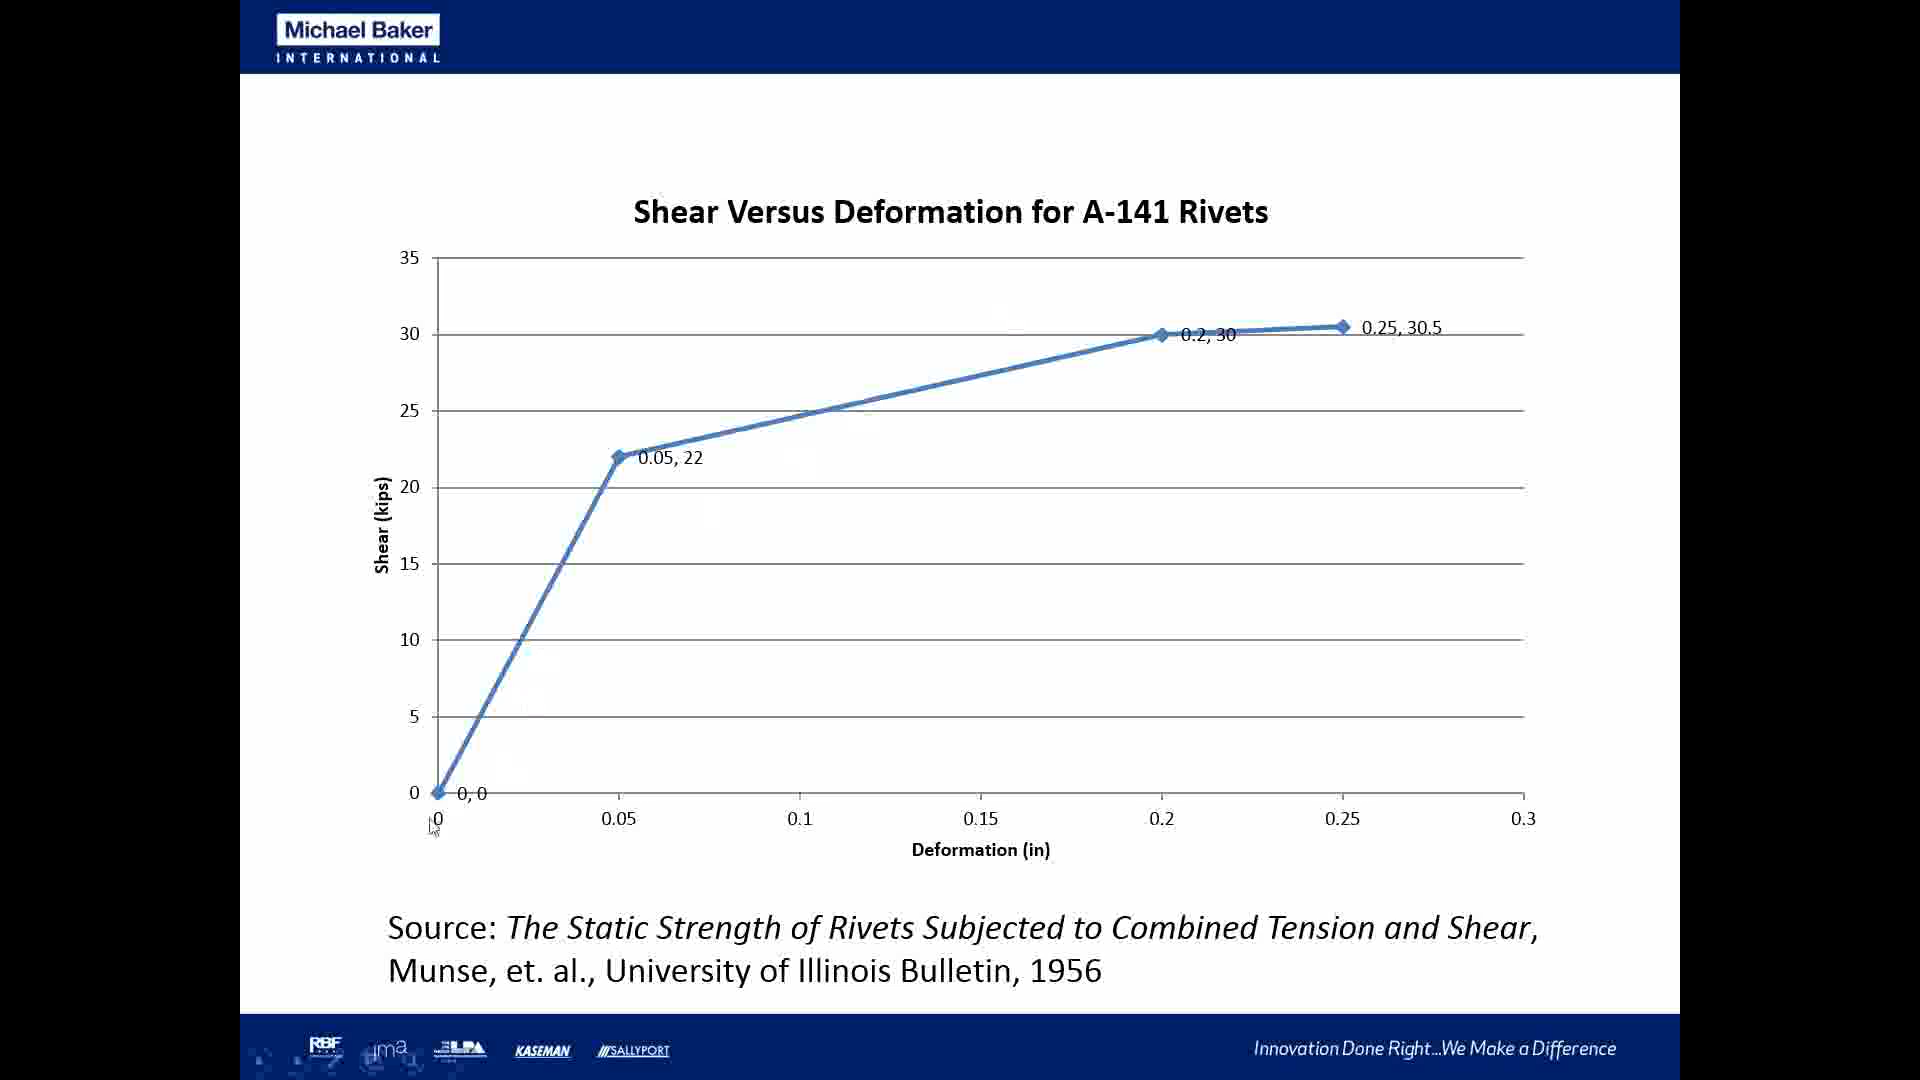 Michael Baker
INTERNATIONAL
Shear Versus Deformation for A-141 Rivets
35
30
25
20
15
10
5
0
Shear (kips)
0, 0
0.05, 22
0.2, 30
0.25, 30.5
0
0.05
0.1
0.15
0.2
0.25
0.3
Deformation (in)
Source: The Static Strength of Rivets Subjected to Combined Tension and Shear,
Munse, et. al., University of Illinois Bulletin, 1956
RBF
ima
LPA
KASEMAN
SALLYPORT
Innovation Done Right...We Make a Difference